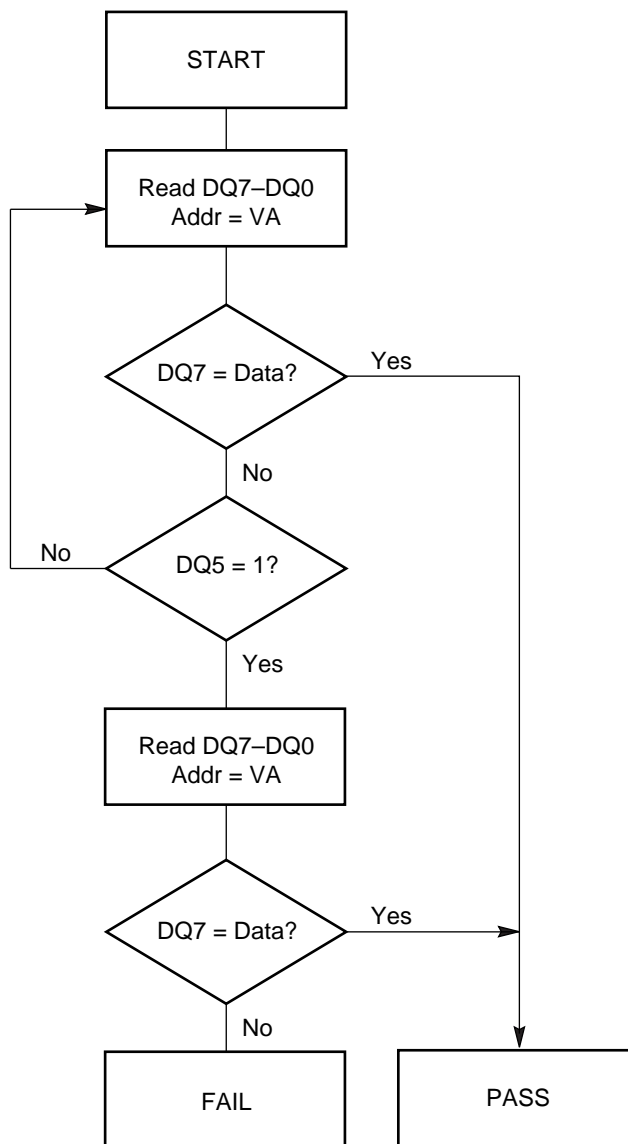 START
Read DQ7–DQ0
Addr = VA
DQ7 = Data?
Yes
No
No
DQ5 = 1?
Yes
Read DQ7–DQ0
Addr = VA
DQ7 = Data?
Yes
No
FAIL
PASS